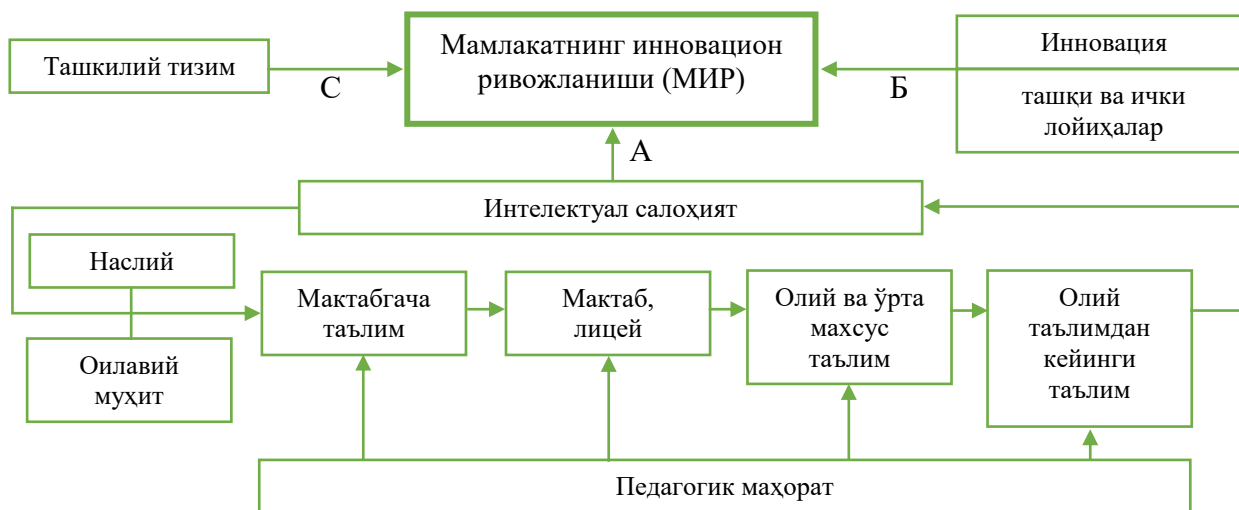 Ташкилий тизим
С
Мамлакатнинг инновацион
ривожланиши (МИР)
Б
Инновация
ташқи ва ички
лойиҳалар
А
Интелектуал салоҳият
Наслий
Оилавий
муҳит
Мактабгача
таълим
Мактаб,
лицей
Олий ва ўрта
махсус
таълим
Олий
таълимдан
кейинги
таълим
Педагогик маҳорат